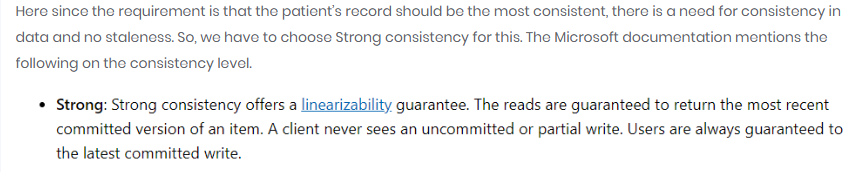 Here since the requirement is that the patient's record should be the most consistent, there is a need for consistency in
data and no staleness. So, we have to choose Strong consistency for this. The Microsoft documentation mentions the
following on the consistency level.
• Strong: Strong consistency offers a linearizability guarantee. The reads are guaranteed to return the most recent
committed version of an item. A client never sees an uncommitted or partial write. Users are always guaranteed to
the latest committed write.